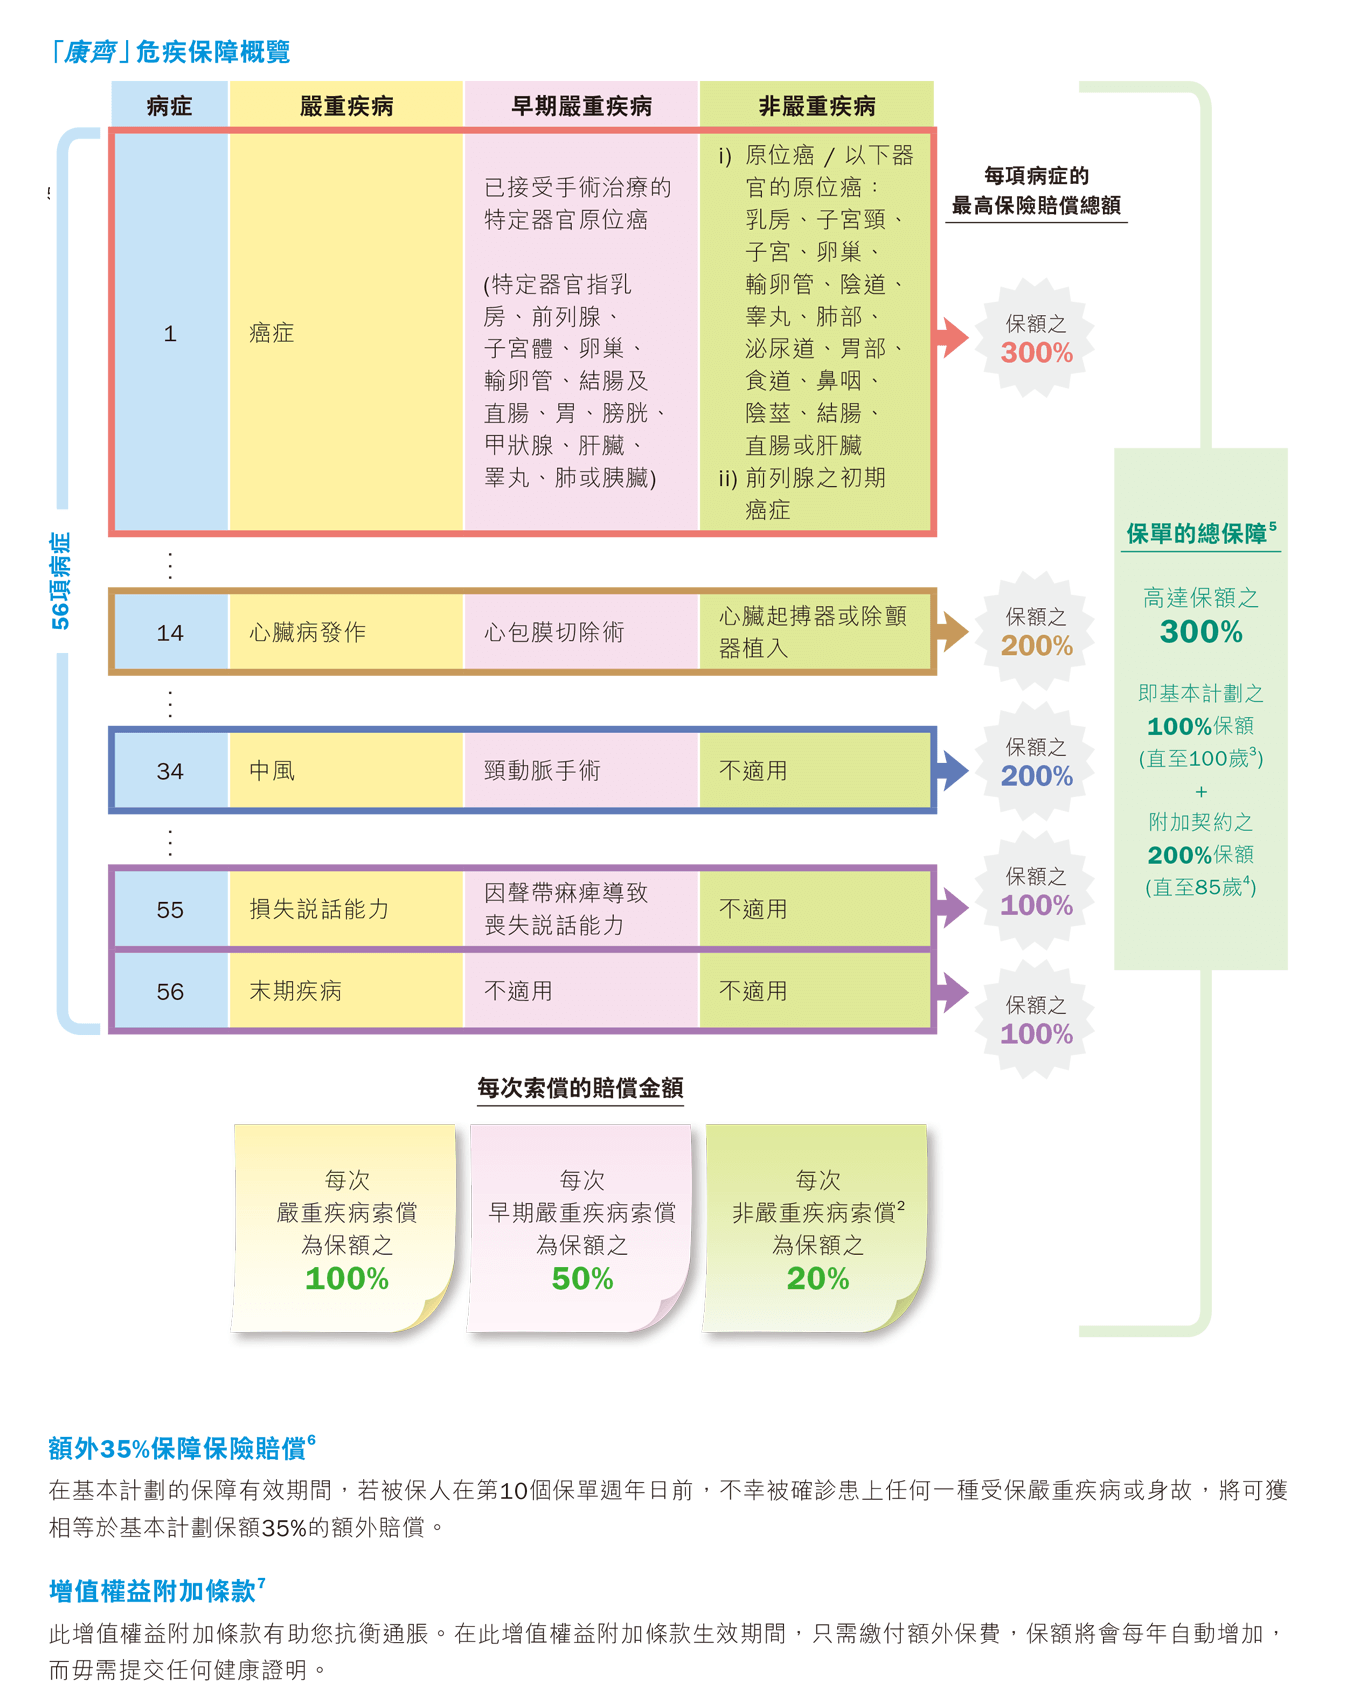 「康齊」危疾保障概覽
病症
嚴重疾病
早期嚴重疾病
非嚴重疾病
56項病症
1
癌症
已接受手術治療的
特定器官原位癌
(特定器官指乳
房、前列腺、
子宮體、卵巢、
輸卵管、結腸及
直腸、胃、膀胱、
甲狀腺、肝臟、
睪丸、肺或胰臟)
i) 原位癌 / 以下器
官的原位癌：
乳房、子宮頸、
子宮、卵巢、
輸卵管、陰道、
睪丸、肺部、
泌尿道、胃部、
食道、鼻咽、
陰莖、結腸、
直腸或肝臟
ii) 前列腺之初期
癌症
每項病症的
最高保險賠償總額
保額之
300%
⋮
14
心臟病發作
心包膜切除術
心臟起搏器或除顫
器植入
保額之
200%
⋮
34
中風
頸動脈手術
不適用
保額之
200%
⋮
55
損失説話能力
因聲帶痳痺導致
喪失説話能力
不適用
保額之
100%
56
末期疾病
不適用
不適用
保額之
100%
保單的總保障⁵
高達保額之
300%
即基本計劃之
100%保額
(直至100歲³)
+
附加契約之
200%保額
(直至85歲⁴)
每次索償的賠償金額
每次
嚴重疾病索償
為保額之
100%
每次
早期嚴重疾病索償
為保額之
50%
每次
非嚴重疾病索償²
為保額之
20%
額外35%保障保險賠償⁶
在基本計劃的保障有效期間，若被保人在第10個保單週年日前，不幸被確診患上任何一種受保嚴重疾病或身故，將可獲
相等於基本計劃保額35%的額外賠償。
增值權益附加條款⁷
此增值權益附加條款有助您抗衡通脹。在此增值權益附加條款生效期間，只需繳付額外保費，保額將會每年自動增加，
而毋需提交任何健康證明。